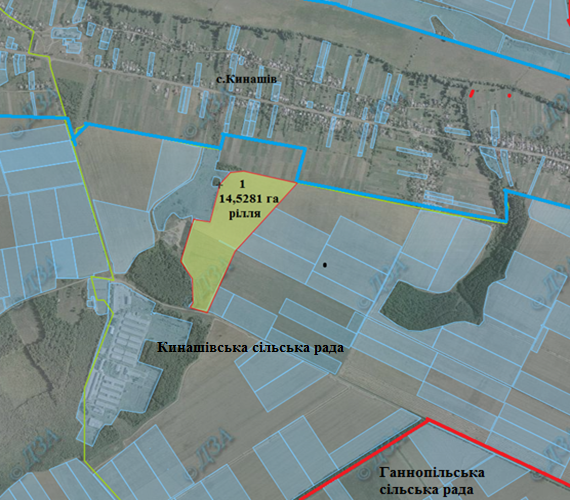 с.Кинашів
1
14,5281 га
рілля
Кинашівська сільська рада
Ганнопільська
сільська рада